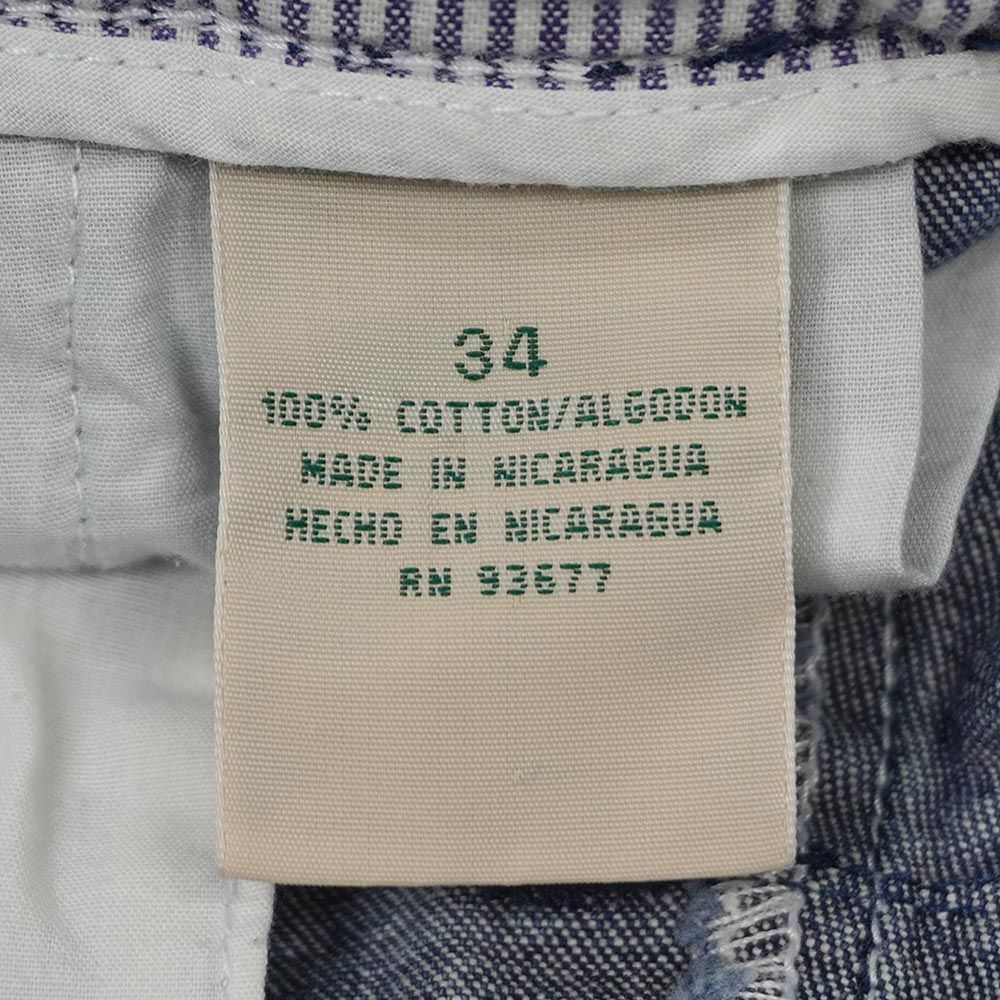 34
100% COTTON/ALGODON
MADE IN NICARAGUA
HECHO EN NICARAGUA
RN 93677